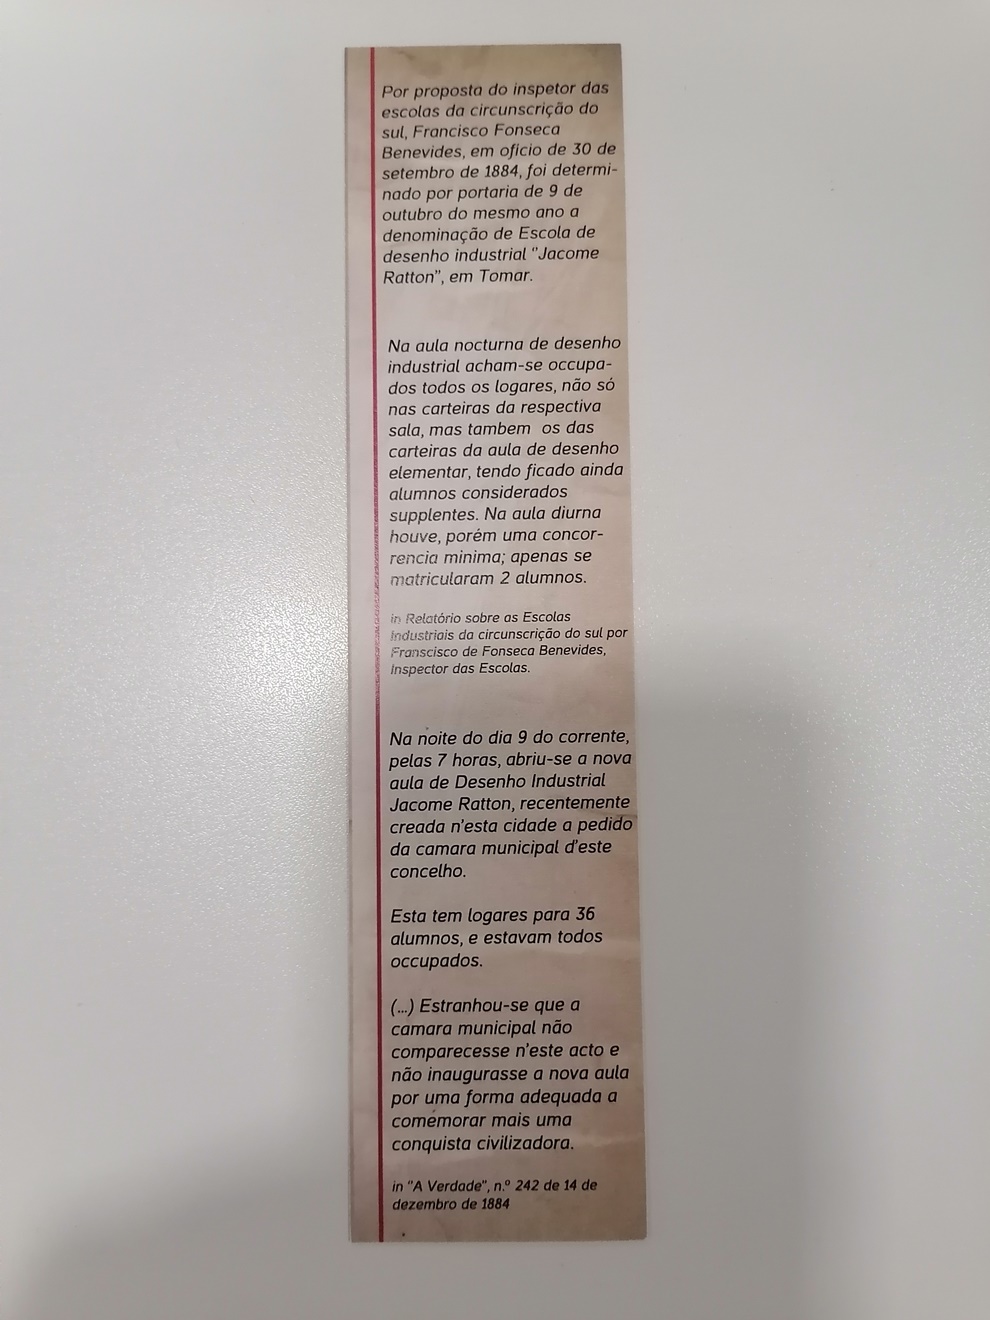 Por proposta do inspetor das
escolas da circunscrição do
sul, Francisco Fonseca
Benevides, em ofício de 30 de
setembro de 1884, foi determi-
nado por portaria de 9 de
outubro do mesmo ano a
denominação de Escola de
desenho industrial "Jacome
Ratton", em Tomar.
Na aula nocturna de desenho
industrial acham-se occupa-
dos todos os logares, não só
nas carteiras da respectiva
sala, mas tambem os das
carteiras da aula de desenho
elementar, tendo ficado ainda
alumnos considerados
supplentes. Na aula diurna
houve, porém uma concor-
rencia minima; apenas se
matricularam 2 alumnos.
in Relatório sobre as Escolas
Industriais da circunscrição do sul por
Franscisco de Fonseca Benevides,
Inspector das Escolas.
Na noite do dia 9 do corrente,
pelas 7 horas, abriu-se a nova
aula de Desenho Industrial
Jacome Ratton, recentemente
creada n'esta cidade a pedido
da camara municipal d'este
concelho.
Esta tem logares para 36
alumnos, e estavam todos
occupados.
(...) Estranhou-se que a
camara municipal não
comparecesse n'este acto e
não inaugurasse a nova aula
por uma forma adequada a
comemorar mais uma
conquista civilizadora.
in "A Verdade", n.º 242 de 14 de
dezembro de 1884